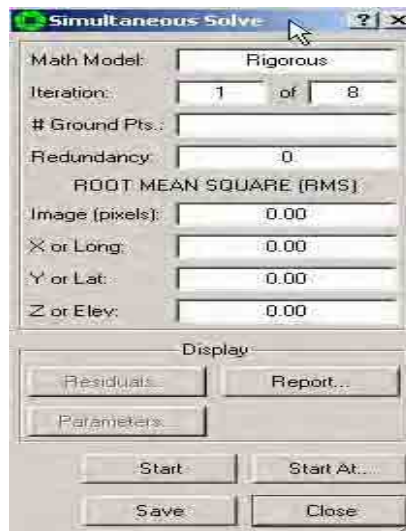 Simultaneous Solve ? ×
Math Model: Rigorous
Iteration: 1 of 8
# Ground Pts.:
Redundancy: 0
ROOT MEAN SQUARE (RMS)
Image (pixels): 0.00
X or Long: 0.00
Y or Lat: 0.00
Z or Elev: 0.00
Display
Residuals... Report...
Parameters...
Start Start At...
Save Close